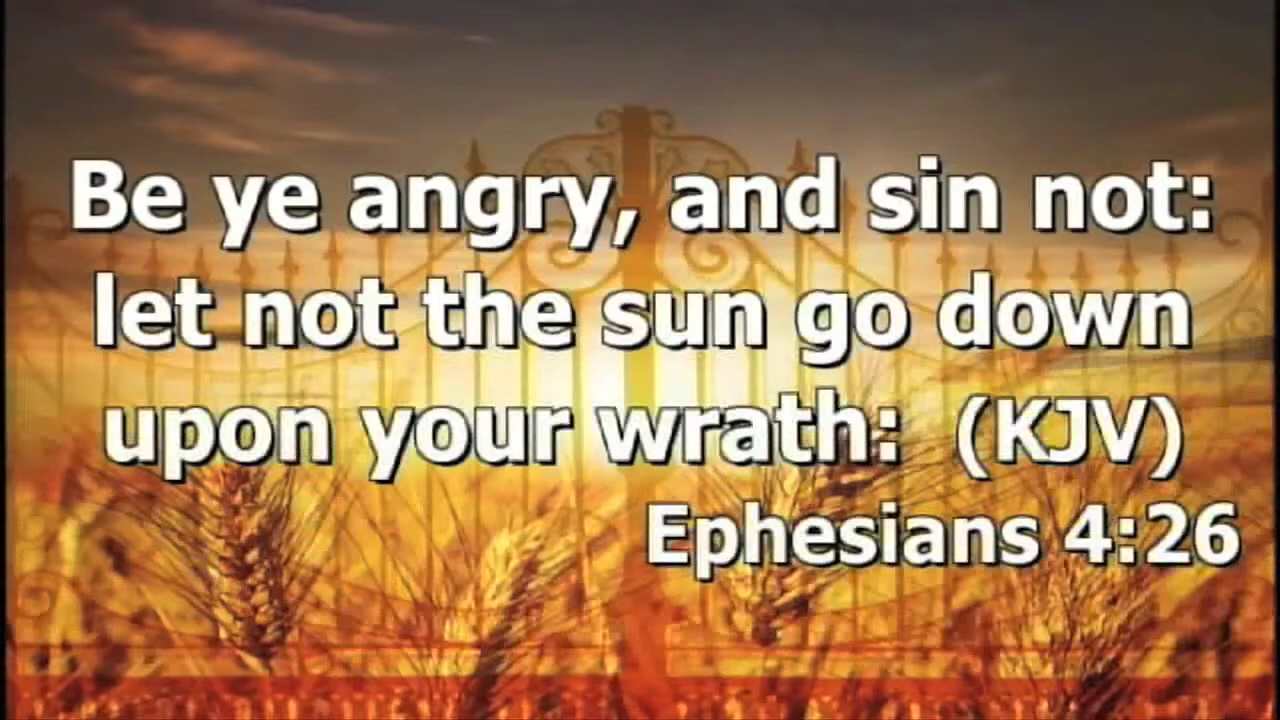 Be ye angry, and sin not:
let not the sun go down
upon your wrath:  (KJV)
Ephesians 4:26